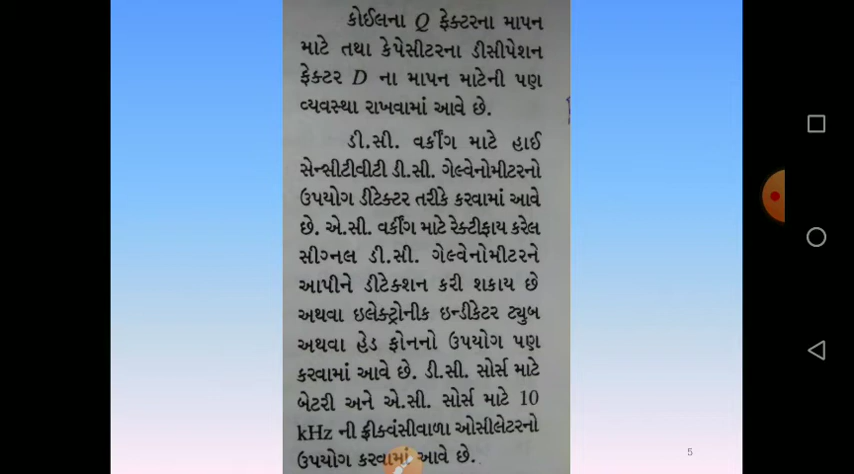 કોઈલના Q ફેક્ટરના માપન
માટે તથા કેપેસીટરના ડીસીપેશન
ફેક્ટર D ના માપન માટેની પણ
વ્યવસ્થા રાખવામાં આવે છે.
ડી.સી. વર્કીંગ માટે હાઈ
સેન્સીટીવીટી ડી.સી. ગેલ્વેનોમીટરનો
ઉપયોગ ડીટેક્ટર તરીકે કરવામાં આવે
છે. એ.સી. વર્કીંગ માટે રેક્ટીફાય કરેલ
સીગ્નલ ડી.સી. ગેલ્વેનોમીટરને
આપીને ડીટેક્શન કરી શકાય છે
અથવા ઇલેક્ટ્રોનીક ઇન્ડીકેટર ટ્યુબ
અથવા હેડ ફોનનો ઉપયોગ પણ
કરવામાં આવે છે. ડી.સી. સોર્સ માટે
બેટરી અને એ.સી. સોર્સ માટે 10
kHz ની ફ્રીક્વંસીવાળા ઓસીલેટરનો
ઉપયોગ કરવામાં આવે છે.
5